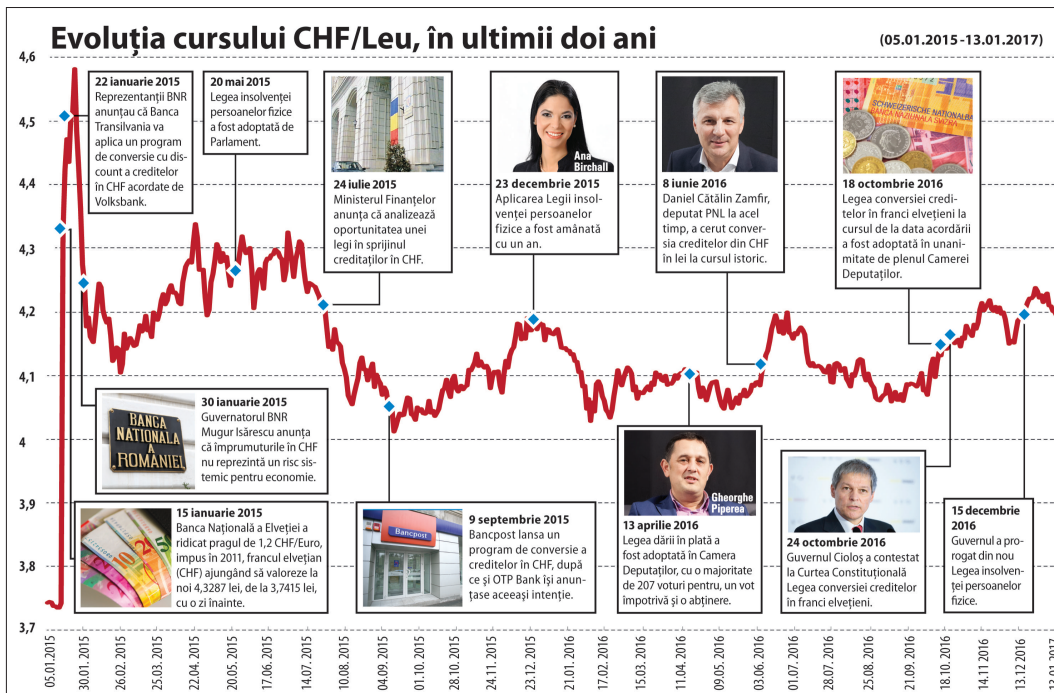 Evoluția cursului CHF/Leu, în ultimii doi ani
(05.01.2015 -13.01.2017)
4,6
4,5
4,4
4,3
4,2
4,1
4
3,9
3,8
3,7
22 ianuarie 2015
Reprezentanții BNR
anunțau că Banca
Transilvania va
aplica un program
de conversie cu dis-
count a creditelor
în CHF acordate de
Volksbank.
20 mai 2015
Legea insolvenței
persoanelor fizice
a fost adoptată de
Parlament.
24 iulie 2015
Ministerul Finanțelor
anunța că analizează
oportunitatea unei
legi în sprijinul
creditaților în CHF.
Ana
Birchall
23 decembrie 2015
Aplicarea Legii insol-
venței persoanelor
fizice a fost amânată
cu un an.
8 iunie 2016
Daniel Cătălin Zamfir,
deputat PNL la acel
timp, a cerut conver-
sia creditelor din CHF
în lei la cursul istoric.
SCHWEIZERISCHE NATIONALBA
BANCA NAZIUNALA SVIZRA
18 octombrie 2016
Legea conversiei credi-
telor în franci elvețieni la
cursul de la data acordării
a fost adoptată în unani-
mitate de plenul Camerei
Deputaților.
BANCA
NATIONALA
A
ROMANIEI
30 ianuarie 2015
Guvernatorul BNR
Mugur Isărescu anunța
că împrumuturile în CHF
nu reprezintă un risc sis-
temic pentru economie.
15 ianuarie 2015
Banca Națională a Elveției a
ridicat pragul de 1,2 CHF/Euro,
impus în 2011, francul elvețian
(CHF) ajungând să valoreze la
noi 4,3287 lei, de la 3,7415 lei,
cu o zi înainte.
Bancpost
9 septembrie 2015
Bancpost lansa un
program de conversie a
creditelor în CHF, după
ce și OTP Bank își anun-
țase aceeași intenție.
Gheorghe
Piperea
13 aprilie 2016
Legea dării în plată a
fost adoptată în Camera
Deputaților, cu o majoritate
de 207 voturi pentru, un vot
împotrivă și o abținere.
24 octombrie 2016
Guvernul Cioloș a contestat
la Curtea Constituțională
Legea conversiei creditelor
în franci elvețieni.
15 decembrie
2016
Guvernul a pro-
rogat din nou
Legea insolven-
ței persoanelor
fizice.
05.01.2015
30.01.2015
26.02.2015
25.03.2015
22.04.2015
20.05.2015
17.06.2015
14.07.2015
10.08.2015
04.09.2015
01.10.2015
28.10.2015
24.11.2015
23.12.2015
21.01.2016
17.02.2016
15.03.2016
11.04.2016
09.05.2016
03.06.2016
01.07.2016
28.07.2016
25.08.2016
21.09.2016
18.10.2016
14.11 2016
13.12.2016